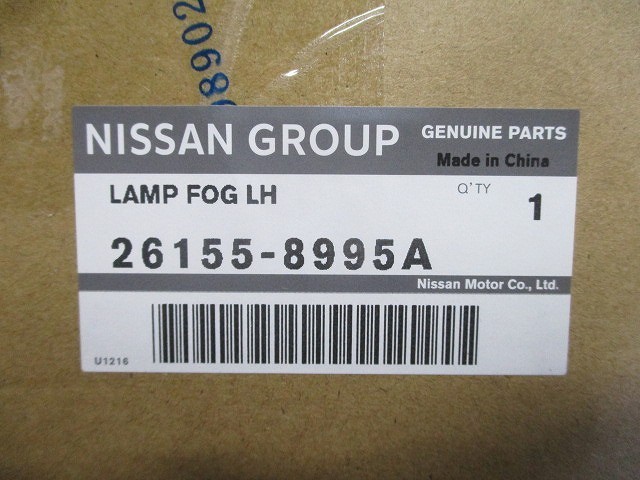 NISSAN GROUP
GENUINE PARTS
Made in China
LAMP FOG LH
Q'TY
1
26155-8995A
Nissan Motor Co., Ltd.
U1216